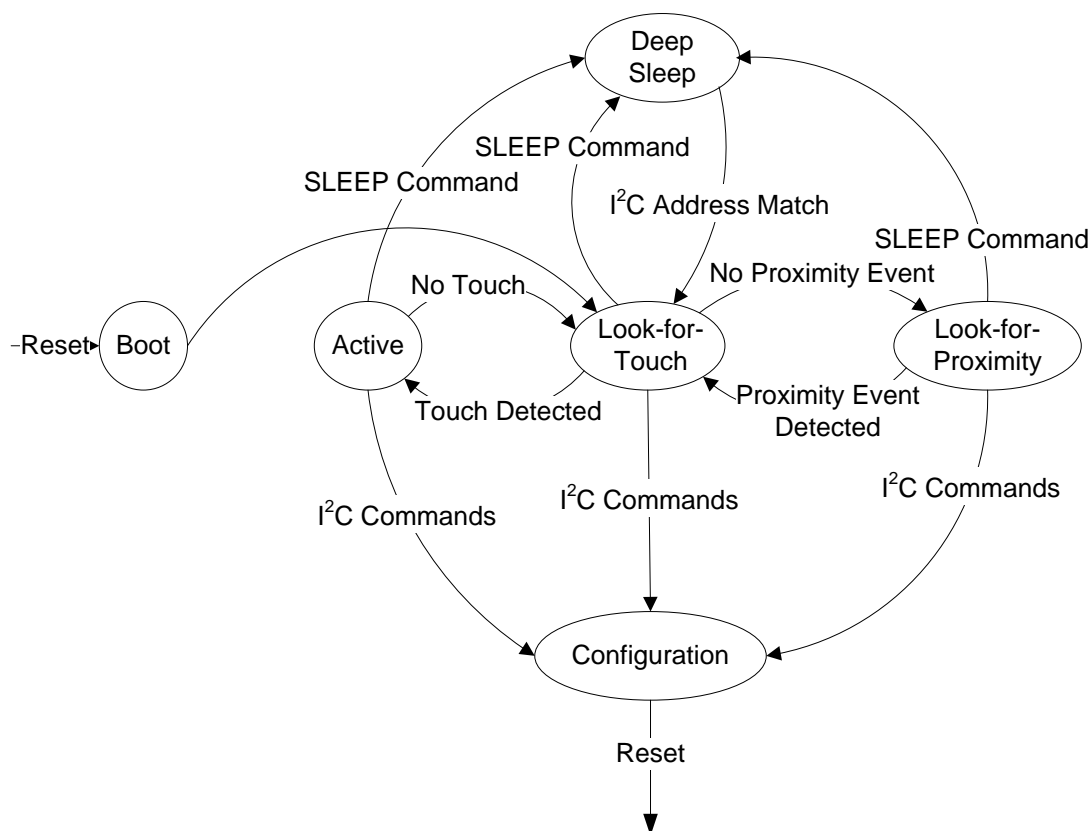 Deep
Sleep
SLEEP Command
SLEEP Command
I²C Address Match
SLEEP Command
No Proximity Event
No Touch
Reset
Boot
Active
Look-for-
Touch
Look-for-
Proximity
Touch Detected
Proximity Event
Detected
I²C Commands
I²C Commands
I²C Commands
Configuration
Reset